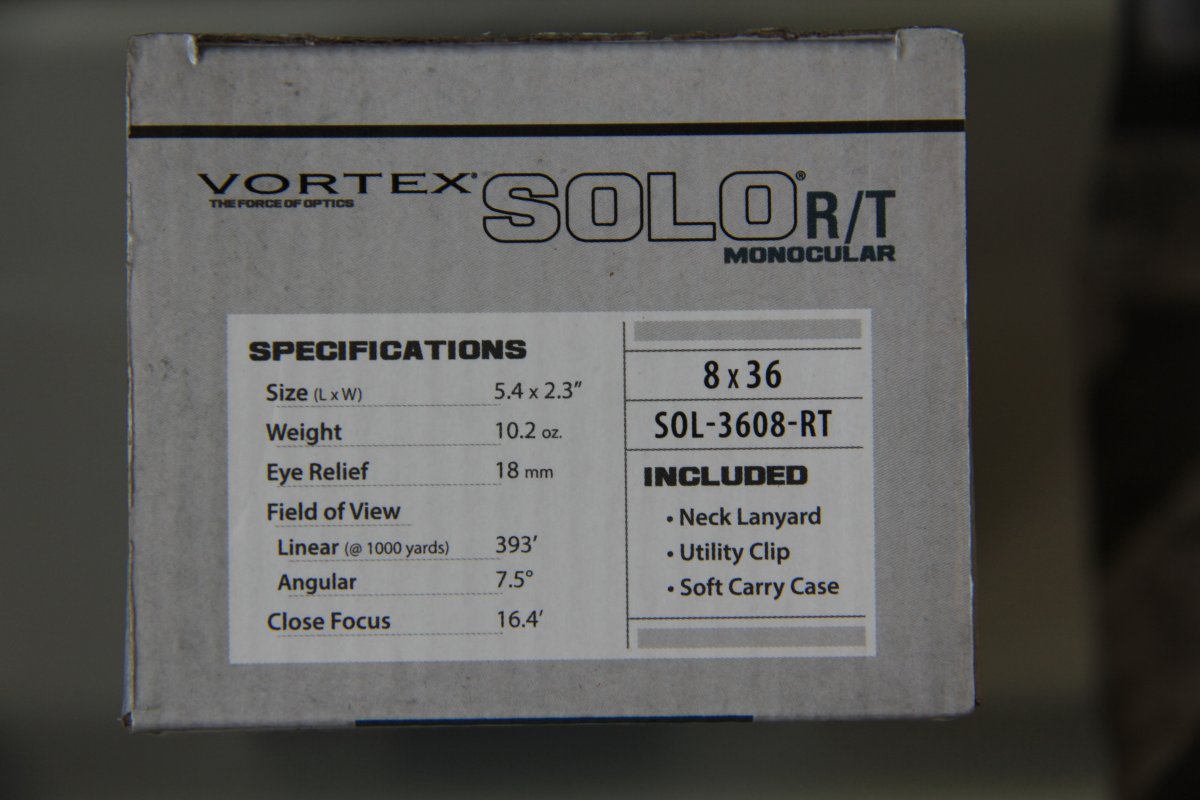 VORTEX® SOLO® R/T
THE FORCE OF OPTICS
MONOCULAR
SPECIFICATIONS
Size (L x W) 5.4 x 2.3"
Weight 10.2 oz.
Eye Relief 18 mm
Field of View
Linear (@ 1000 yards) 393'
Angular 7.5°
Close Focus 16.4'
8 x 36
SOL-3608-RT
INCLUDED
• Neck Lanyard
• Utility Clip
• Soft Carry Case